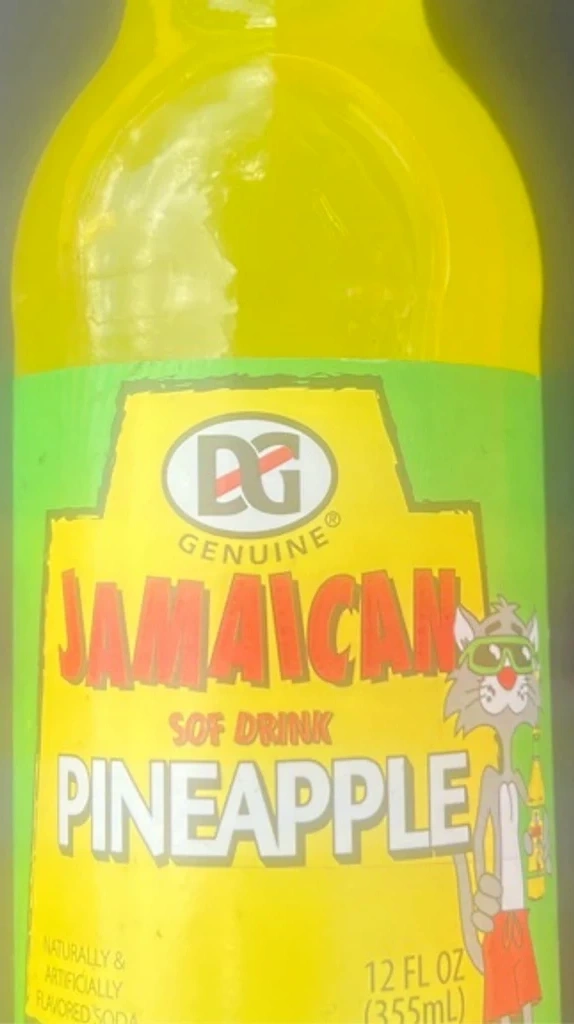 DG
GENUINE®
JAMAICAN
SOF DRINK
PINEAPPLE
NATURALLY &
ARTIFICIALLY
FLAVORED SODA
12 FL OZ
(355mL)